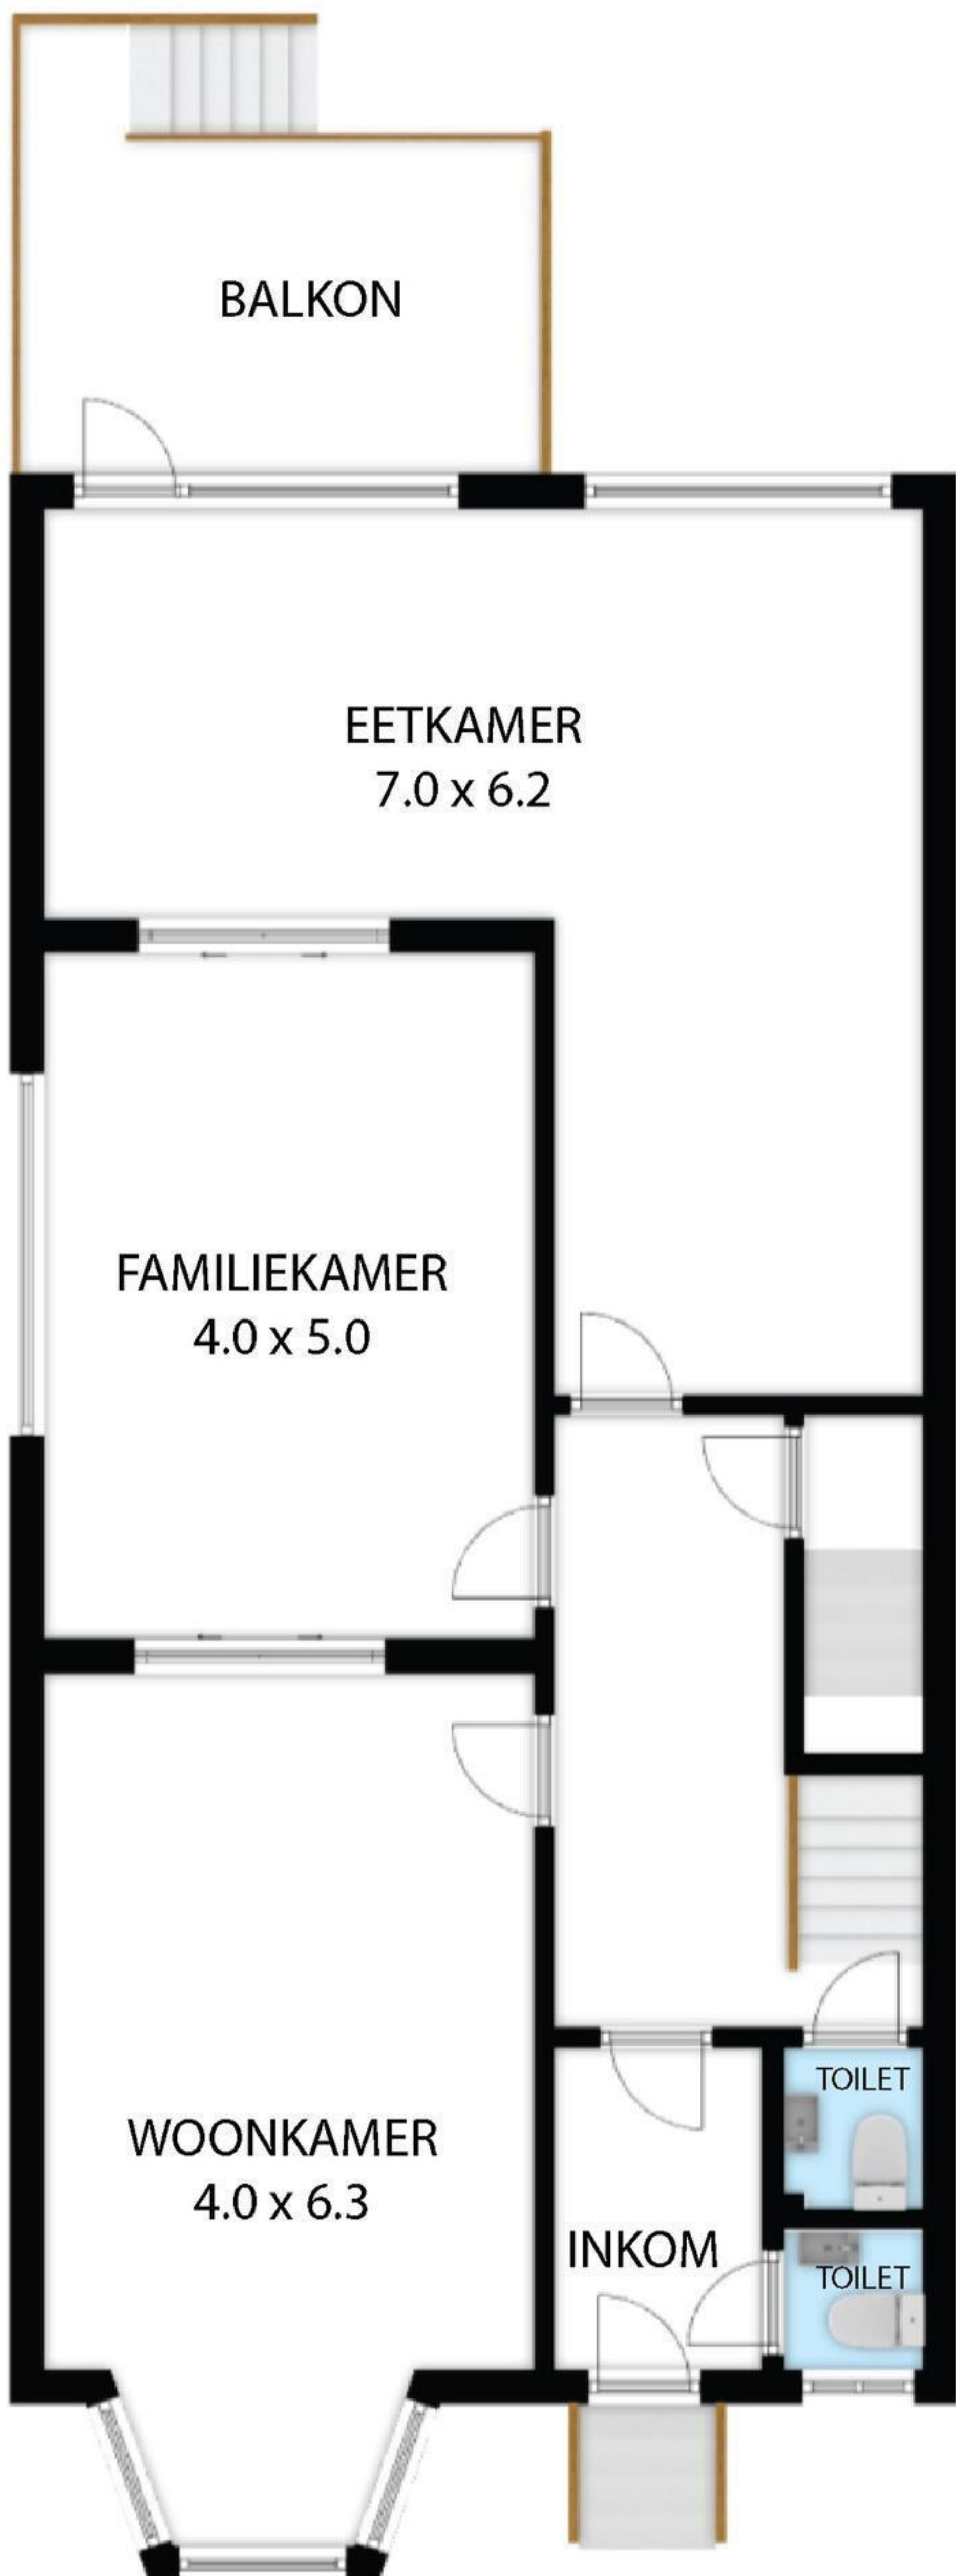 BALKON
EETKAMER
7.0 x 6.2
FAMILIEKAMER
4.0 x 5.0
TOILET
WOONKAMER
4.0 x 6.3
INKOM
TOILET